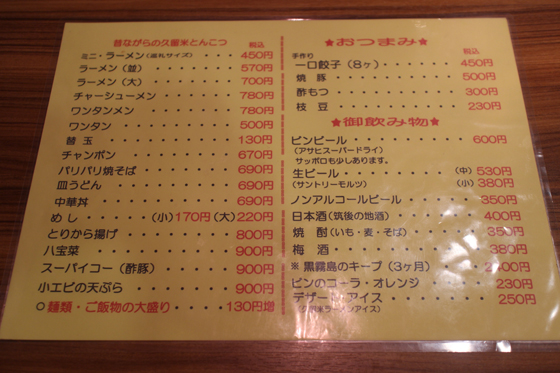 昔ながらの久留米とんこつ 税込
ミニ・ラーメン(巡礼サイズ)・・・・450円
ラーメン(並)・・・・・・・570円
ラーメン(大)・・・・・・・700円
チャーシューメン・・・・・・780円
ワンタンメン・・・・・・・・780円
ワンタン・・・・・・・・・・500円
替玉・・・・・・・・・・・・130円
チャンポン・・・・・・・・・670円
パリパリ焼そば・・・・・・・690円
皿うどん・・・・・・・・・・690円
中華丼・・・・・・・・・・・690円
めし・・・・・(小)170円(大)220円
とりから揚げ・・・・・・・・800円
八宝菜・・・・・・・・・・・900円
スーパイコー(酢豚)・・・・900円
小エビの天ぷら・・・・・・・900円
○麺類・ご飯物の大盛り・・・・130円増
★おつまみ★
手作り 税込
一口餃子(8ヶ)・・・・・450円
焼豚・・・・・・・・・・・500円
酢もつ・・・・・・・・・・300円
枝豆・・・・・・・・・・・230円
★御飲み物★
ビンビール・・・・・・・・600円
(アサヒスーパードライ)
サッポロも少しあります。
生ビール・・・・・・(中)530円
(サントリーモルツ) (小)380円
ノンアルコールビール・・・・350円
日本酒(筑後の地酒)・・・・400円
焼酎(いも・麦・そば)・・・350円
梅酒・・・・・・・・・・・380円
※黒霧島のキープ(3ヶ月)・・
ビンのコーラ・オレンジ・・・230円
デザート・アイス・・・・・・250円
(久留米ラーメンアイス)